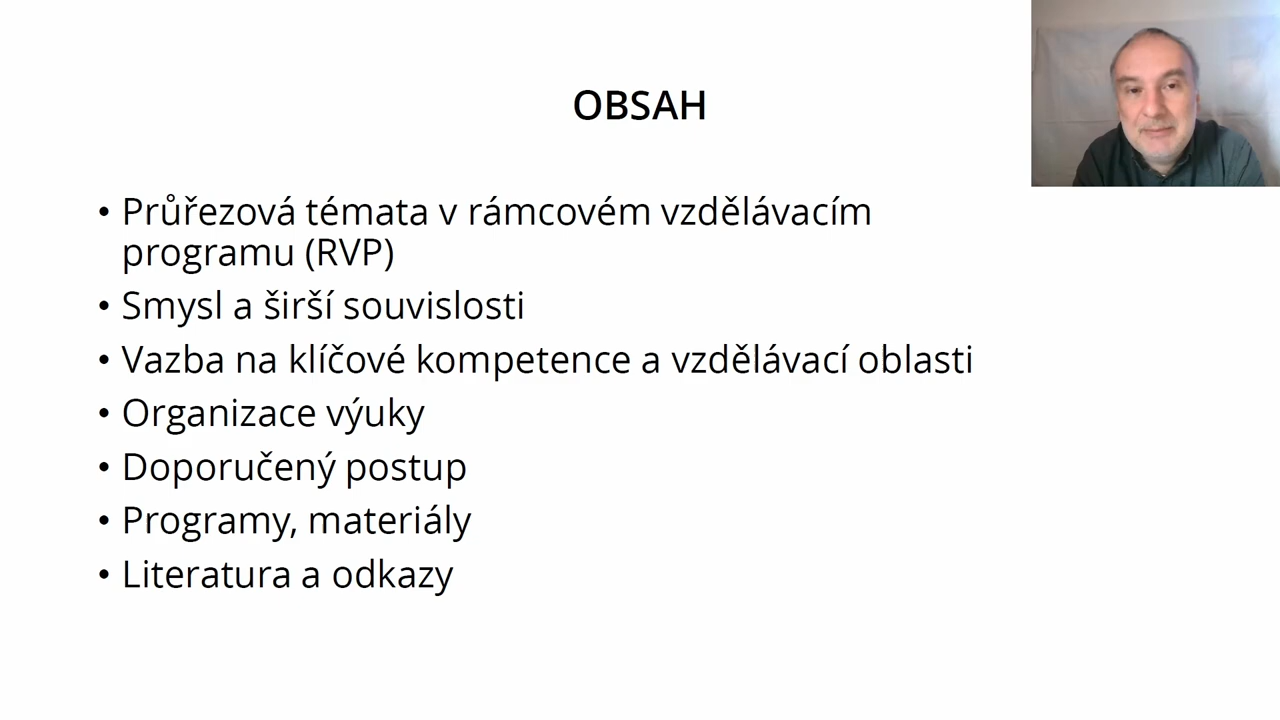 OBSAH
• Průřezová témata v rámcovém vzdělávacím
programu (RVP)
• Smysl a širší souvislosti
• Vazba na klíčové kompetence a vzdělávací oblasti
• Organizace výuky
• Doporučený postup
• Programy, materiály
• Literatura a odkazy